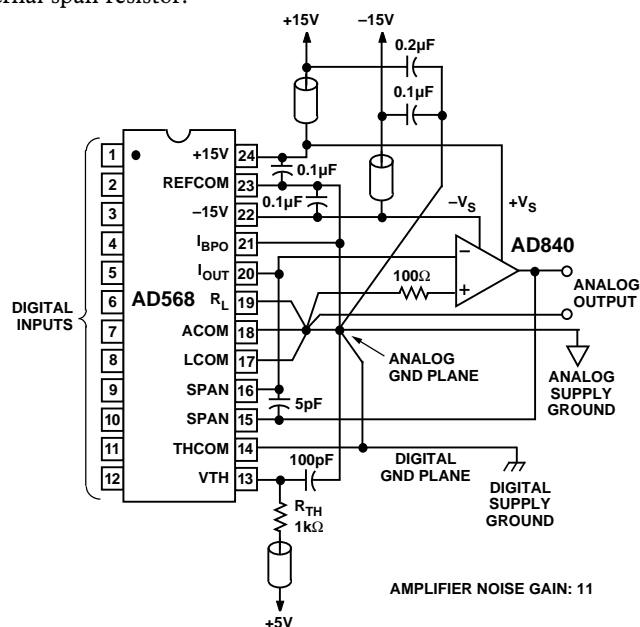 ernal span resistor.
+15V
–15V
0.2µF
0.1µF
1
+15V
24
0.1µF
2
REFCOM
23
0.1µF
3
–15V
22
–VS
+VS
4
IBPO
21
AD840
5
IOUT
20
–
100Ω
+
ANALOG
OUTPUT
DIGITAL
INPUTS
6
AD568
RL
19
7
ACOM
18
8
LCOM
17
ANALOG
GND PLANE
ANALOG
SUPPLY
GROUND
9
SPAN
16
5pF
10
SPAN
15
11
THCOM
14
DIGITAL
GND PLANE
100pF
12
VTH
13
DIGITAL
SUPPLY
GROUND
RTH
1kΩ
AMPLIFIER NOISE GAIN: 11
+5V